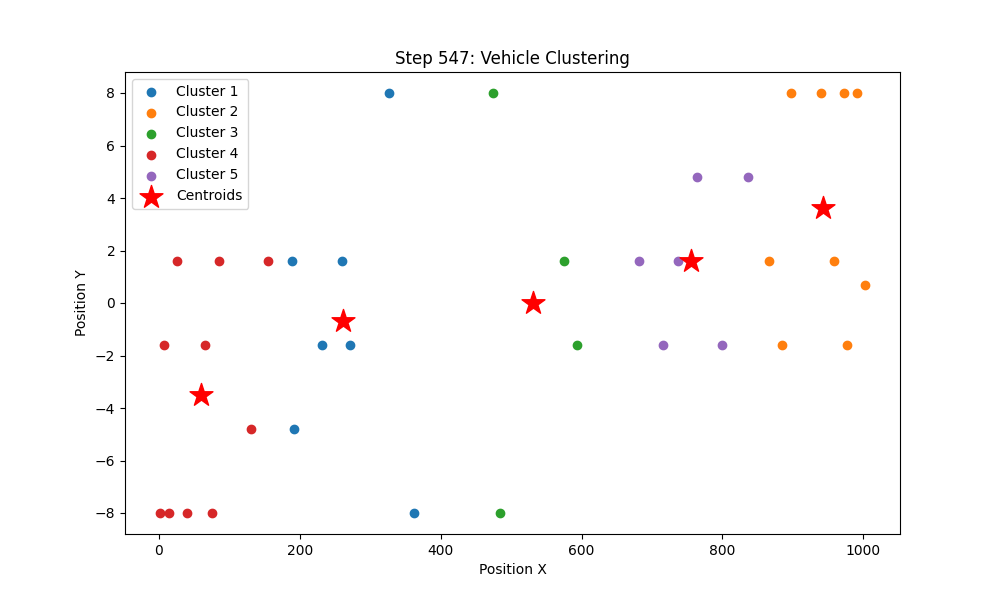 Step 547: Vehicle Clustering
Cluster 1
Cluster 2
Cluster 3
Cluster 4
Cluster 5
Centroids
8
6
4
2
0
−2
−4
−6
−8
Position Y
0 200 400 600 800 1000
Position X